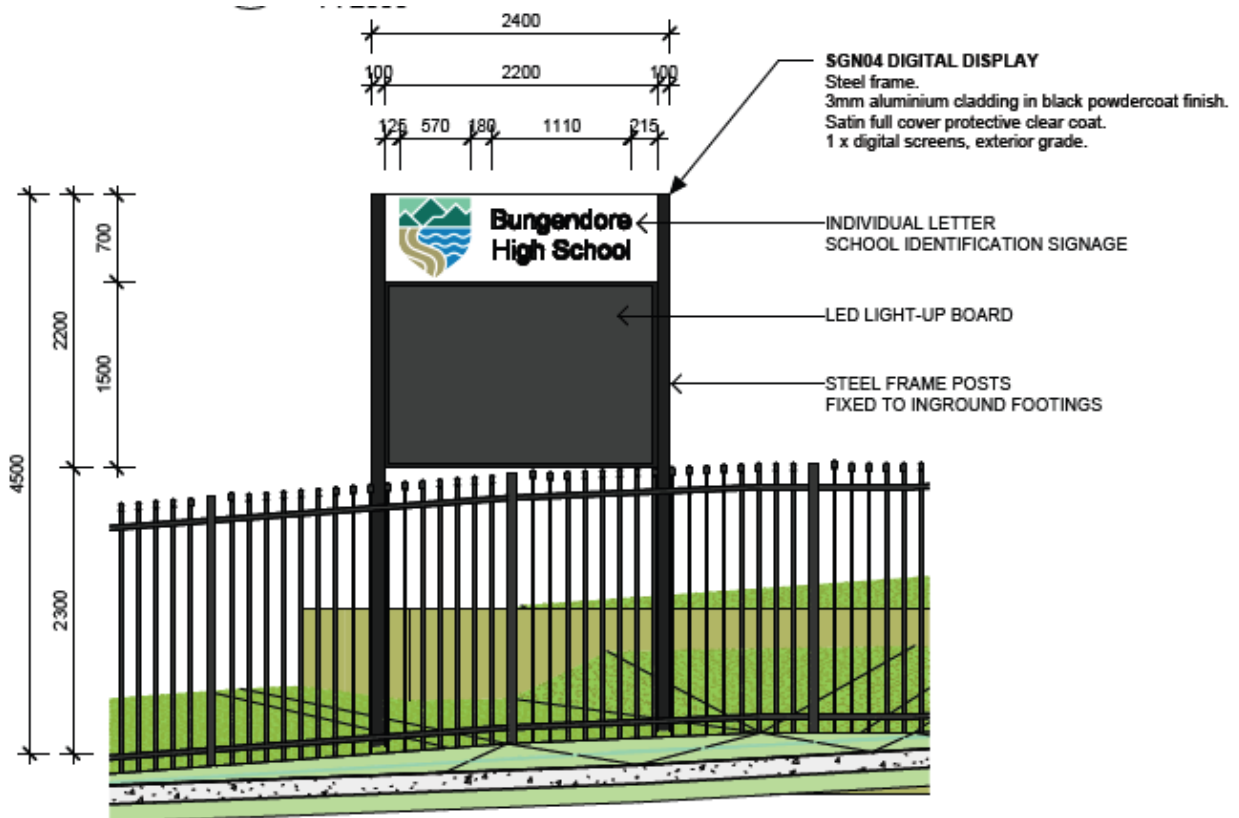 2400
100 2200 100
125 570 180 1110 215
SGN04 DIGITAL DISPLAY
Steel frame.
3mm aluminium cladding in black powdercoat finish.
Satin full cover protective clear coat.
1 x digital screens, exterior grade.
Bungendore
High School
INDIVIDUAL LETTER
SCHOOL IDENTIFICATION SIGNAGE
LED LIGHT-UP BOARD
STEEL FRAME POSTS
FIXED TO INGROUND FOOTINGS
700
2200
1500
4500
2300